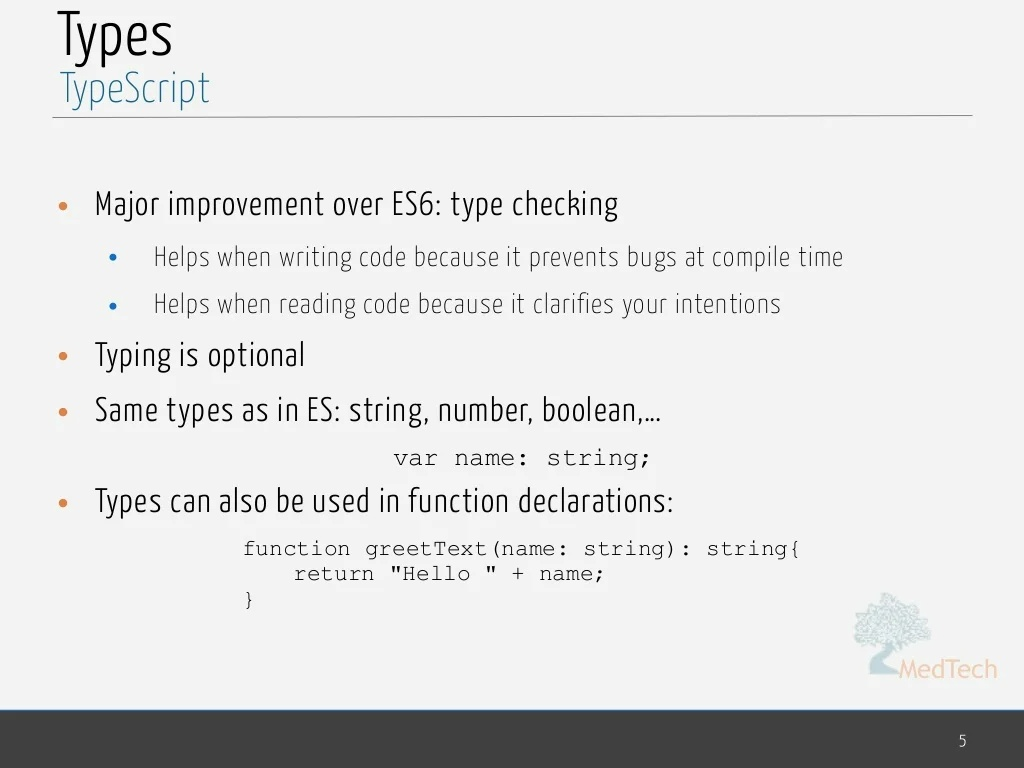 Types
TypeScript
• Major improvement over ES6: type checking
• Helps when writing code because it prevents bugs at compile time
• Helps when reading code because it clarifies your intentions
• Typing is optional
• Same types as in ES: string, number, boolean,…
var name: string;
• Types can also be used in function declarations:
function greetText(name: string): string{
return "Hello " + name;
}
MedTech
5